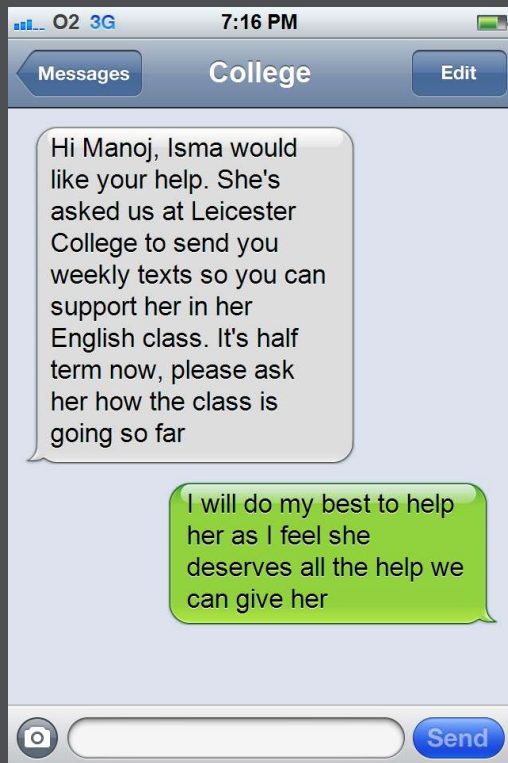 O2 3G 7:16 PM
Messages College Edit
Hi Manoj, Isma would
like your help. She's
asked us at Leicester
College to send you
weekly texts so you can
support her in her
English class. It's half
term now, please ask
her how the class is
going so far
I will do my best to help
her as I feel she
deserves all the help we
can give her
Send